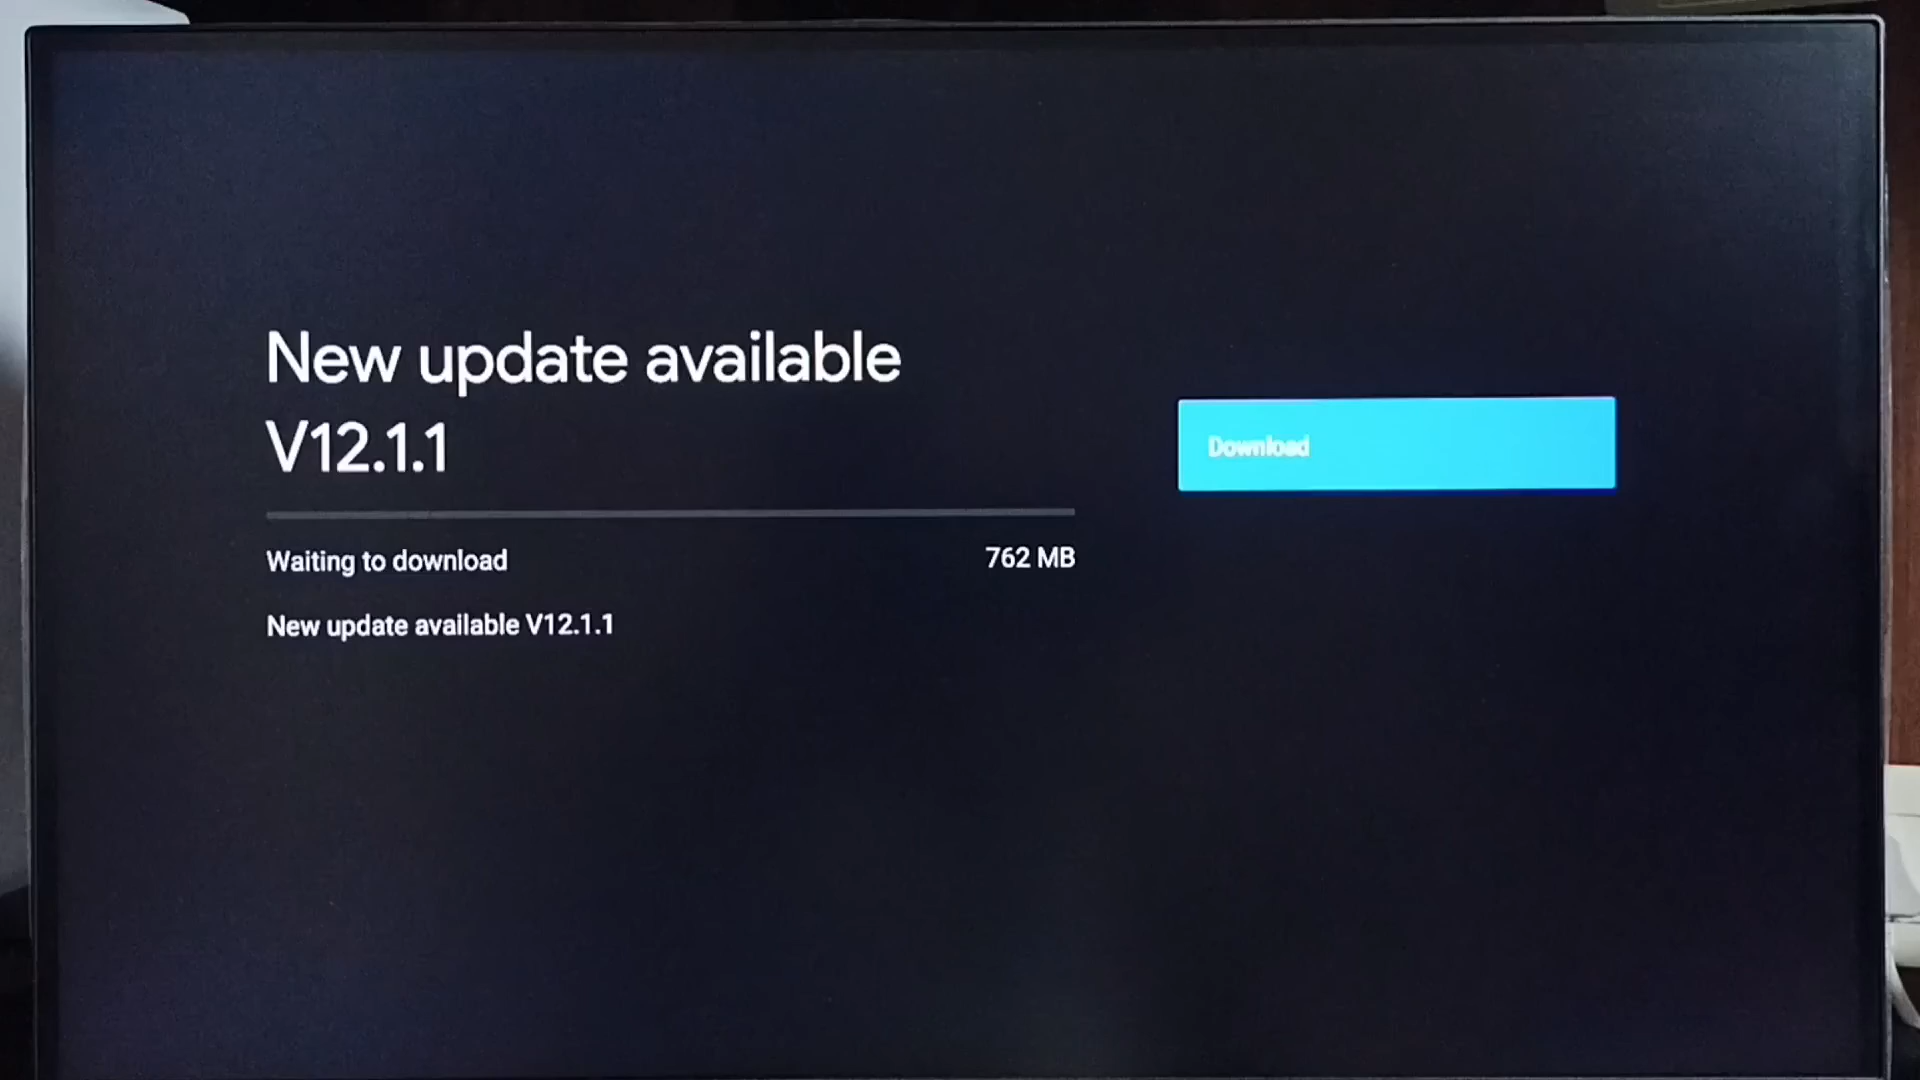 New update available
V12.1.1
Download
Waiting to download 762 MB
New update available V12.1.1